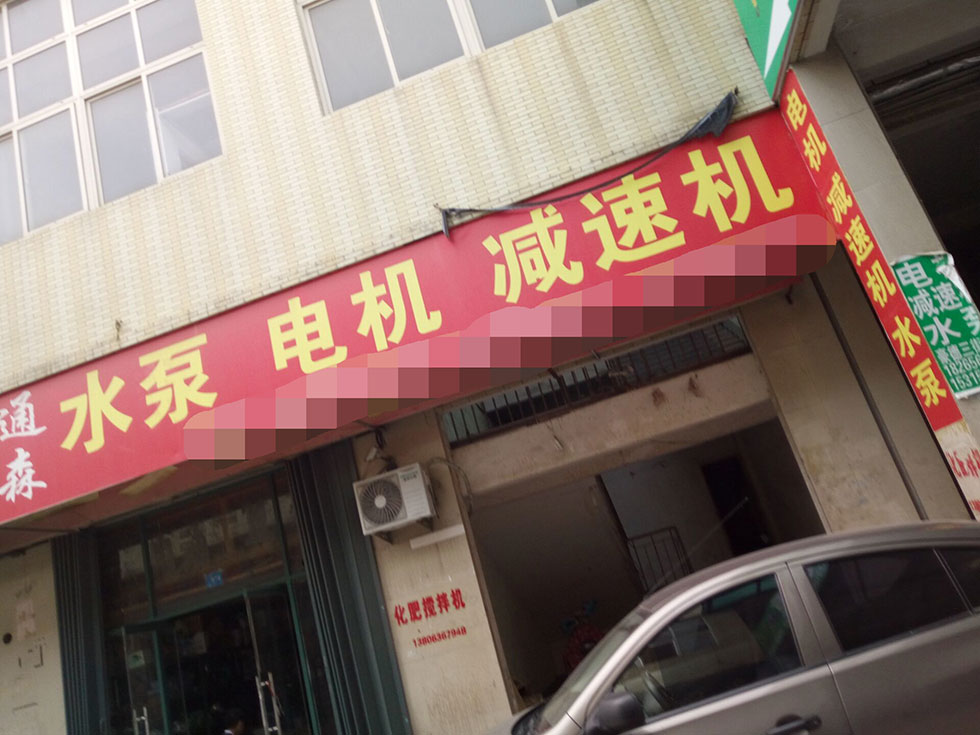 通森
水泵 电机 减速机
电机 减速机 水泵
电
减速
水泵
化肥搅拌机
13806367948